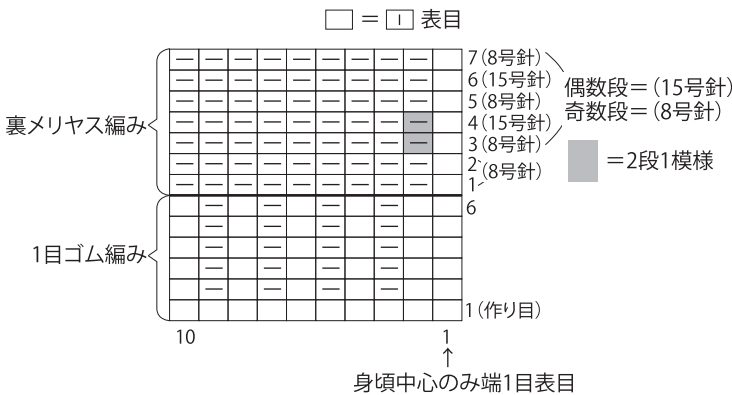 □=| 表目
7(8号針)
6(15号針)
5(8号針)
4(15号針)
3(8号針)
2
1
(8号針)
偶数段=(15号針)
奇数段=(8号針)
=2段1模様
裏メリヤス編み
6
1目ゴム編み
1(作り目)
10
1
↑
身頃中心のみ端1目表目